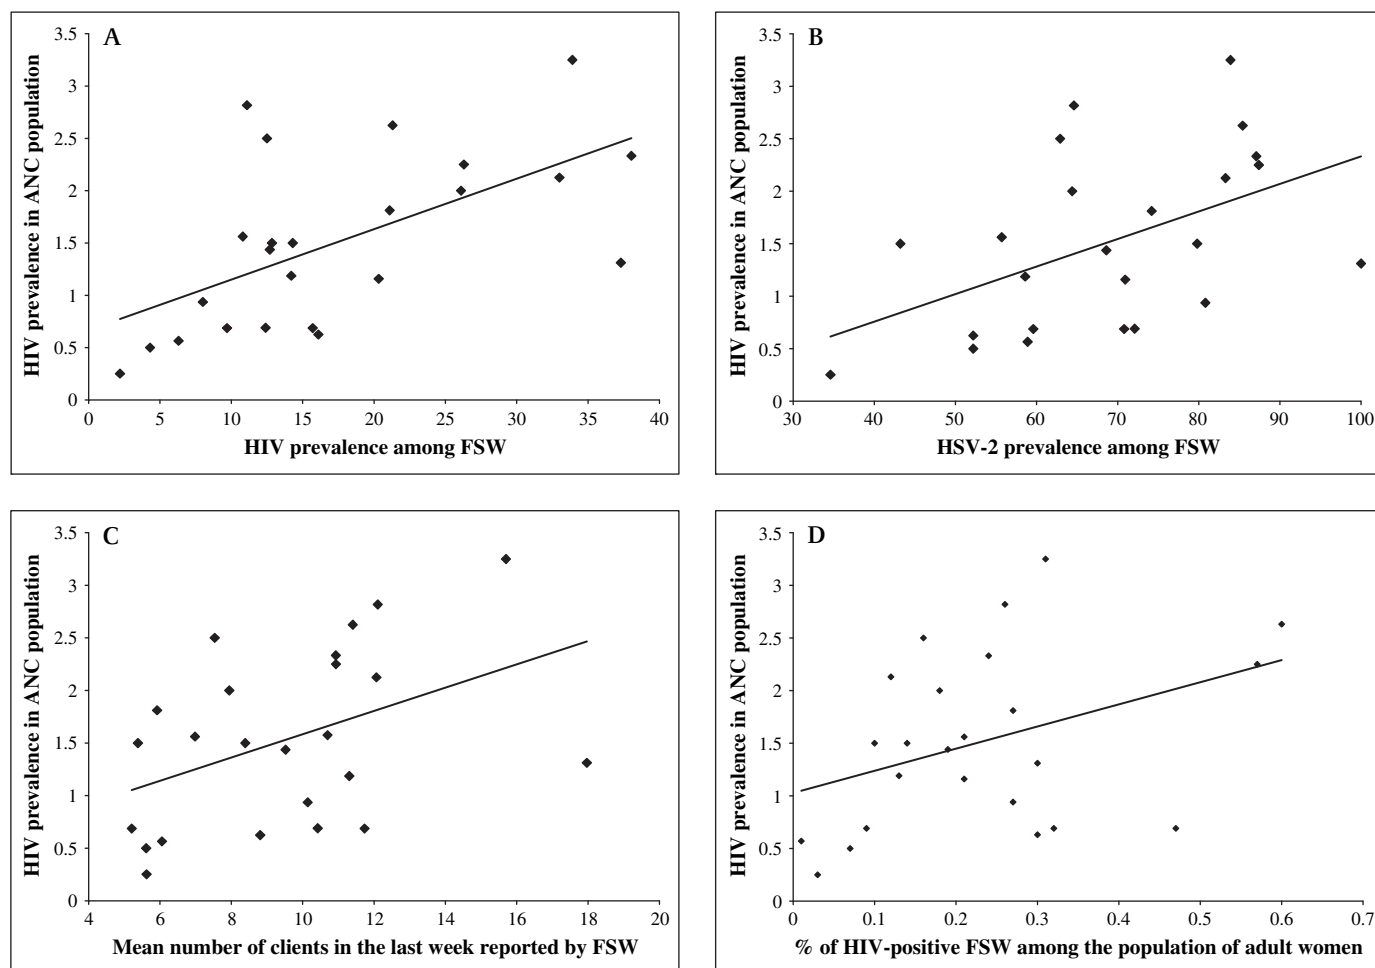 A
HIV prevalence in ANC population
3.5
3
2.5
2
1.5
1
0.5
0
0 5 10 15 20 25 30 35 40
HIV prevalence among FSW
B
HIV prevalence in ANC population
3.5
3
2.5
2
1.5
1
0.5
0
30 40 50 60 70 80 90 100
HSV-2 prevalence among FSW
C
HIV prevalence in ANC population
3.5
3
2.5
2
1.5
1
0.5
0
4 6 8 10 12 14 16 18 20
Mean number of clients in the last week reported by FSW
D
HIV prevalence in ANC population
3.5
3
2.5
2
1.5
1
0.5
0
0 0.1 0.2 0.3 0.4 0.5 0.6 0.7
% of HIV-positive FSW among the population of adult women